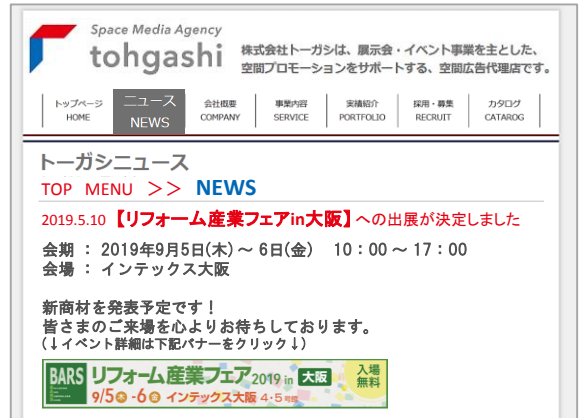 Space Media Agency
tohgashi
株式会社トーガシは、展示会・イベント事業を主とした、
空間プロモーションをサポートする、空間広告代理店です。
トップページ ニュース 会社概要 事業内容 実績紹介 採用・募集 カタログ
HOME NEWS COMPANY SERVICE PORTFOLIO RECRUIT CATAROG
トーガシニュース
TOP MENU >> NEWS
2019.5.10 【リフォーム産業フェアin大阪】への出展が決定しました
会期 : 2019年9月5日(木)～ 6日(金) 10：00～17：00
会場 : インテックス大阪
新商材を発表予定です！
皆さまのご来場を心よりお待ちしております。
(↓イベント詳細は下記バナーをクリック↓)
BARS リフォーム産業フェア2019 in 大阪 入場無料
9/5木-6金 インテックス大阪 4・5号館